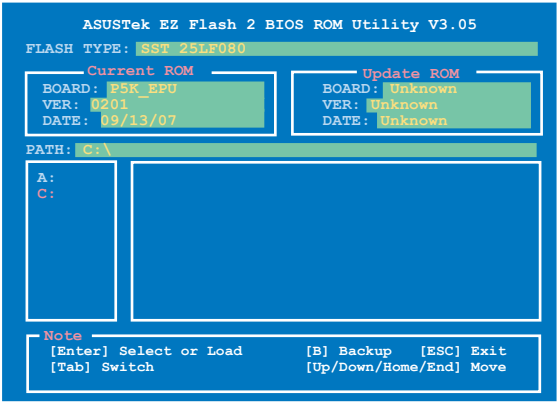 ASUSTek EZ Flash 2 BIOS ROM Utility V3.05
FLASH TYPE: SST 25LF080
Current ROM
BOARD: P5K_EPU
VER: 0201
DATE: 09/13/07
Update ROM
BOARD: Unknown
VER: Unknown
DATE: Unknown
PATH: C:\
A:
C:
Note
[Enter] Select or Load [B] Backup [ESC] Exit
[Tab] Switch [Up/Down/Home/End] Move